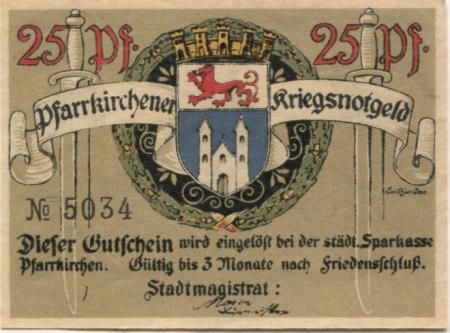 25 Pf. 25 Pf.
Pfarrkirchener Kriegsnotgeld
№ 5034
Dieser Gutschein wird eingelöst bei der städt. Sparkasse
Pfarrkirchen. Gültig bis 3 Monate nach Friedensschluß.
Stadtmagistrat: